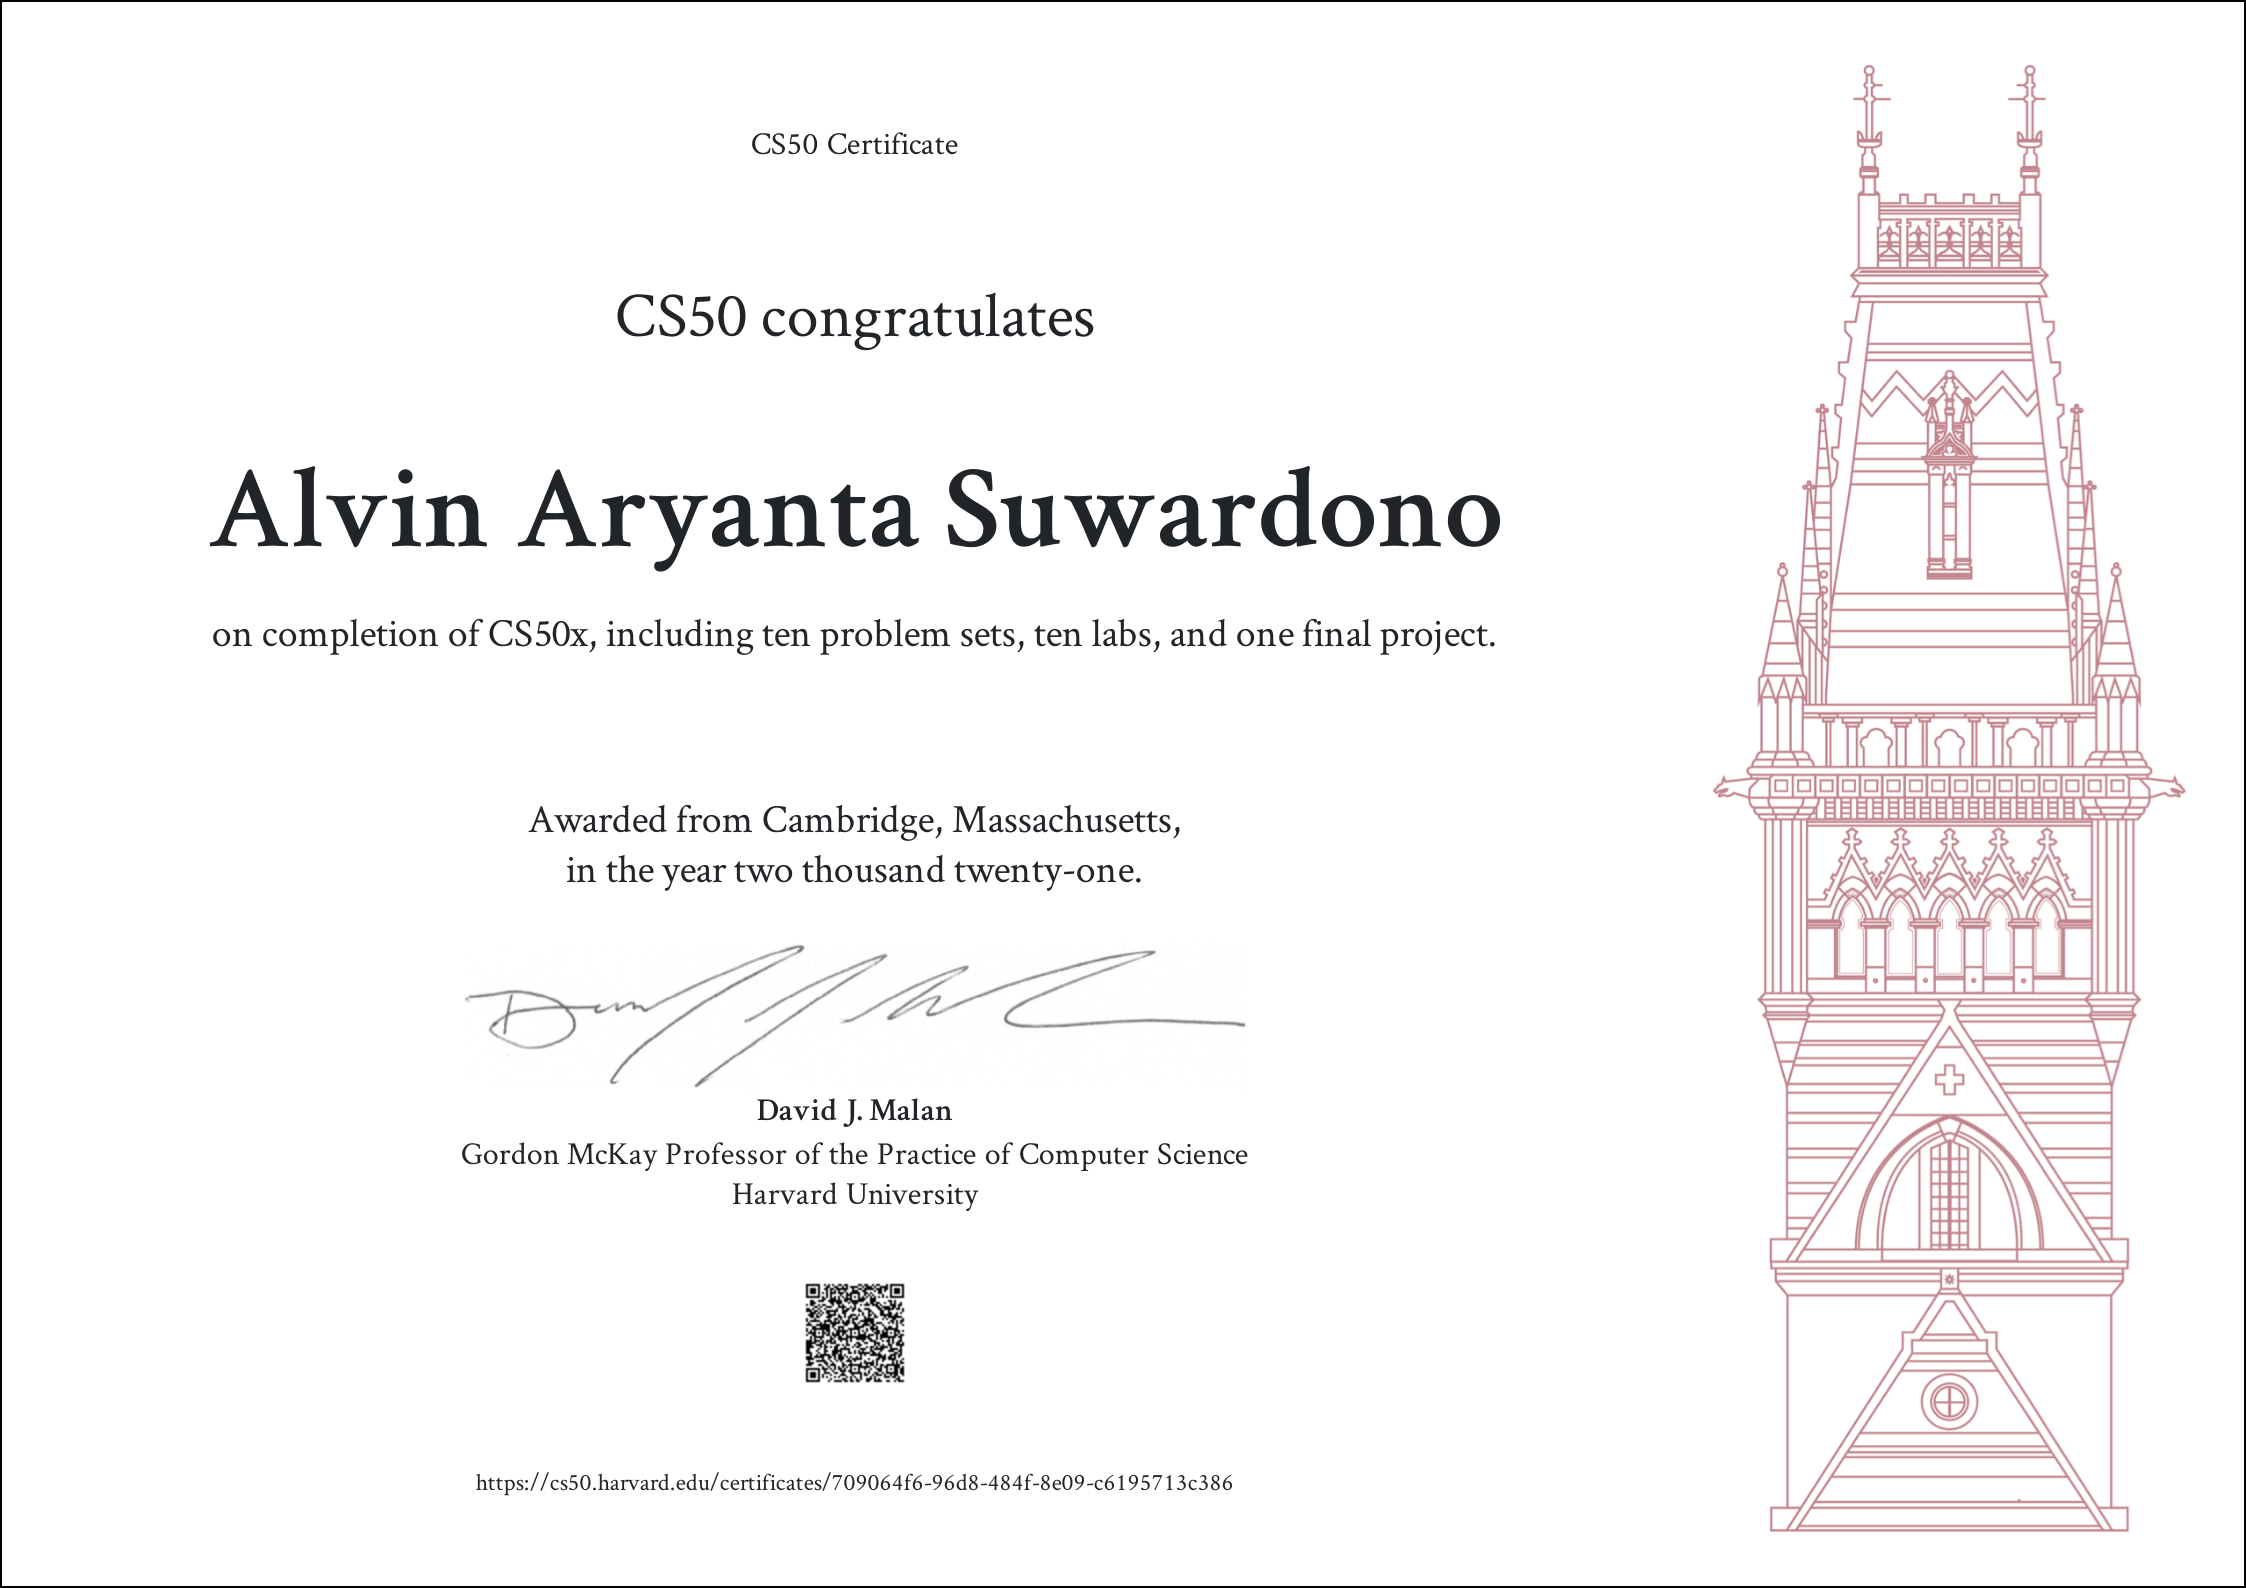 CS50 Certificate
CS50 congratulates
Alvin Aryanta Suwardono
on completion of CS50x, including ten problem sets, ten labs, and one final project.
Awarded from Cambridge, Massachusetts,
in the year two thousand twenty-one.
David J. Malan
Gordon McKay Professor of the Practice of Computer Science
Harvard University
https://cs50.harvard.edu/certificates/709064f6-96d8-484f-8e09-c6195713c386